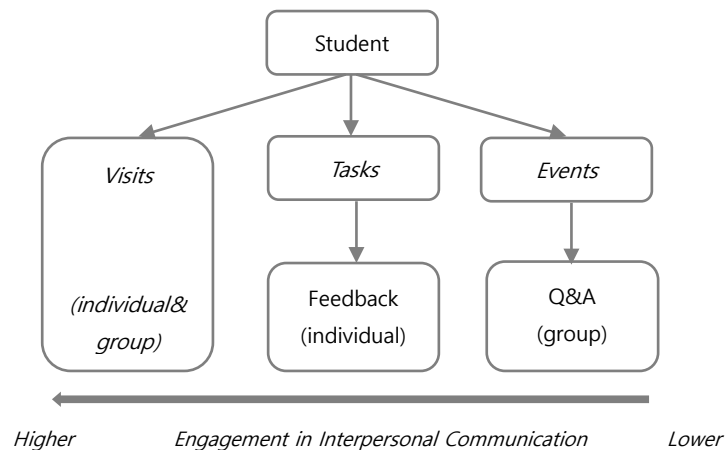 Student
Visits
Tasks
Events
(individual&
group)
Feedback
(individual)
Q&A
(group)
Higher
Engagement in Interpersonal Communication
Lower